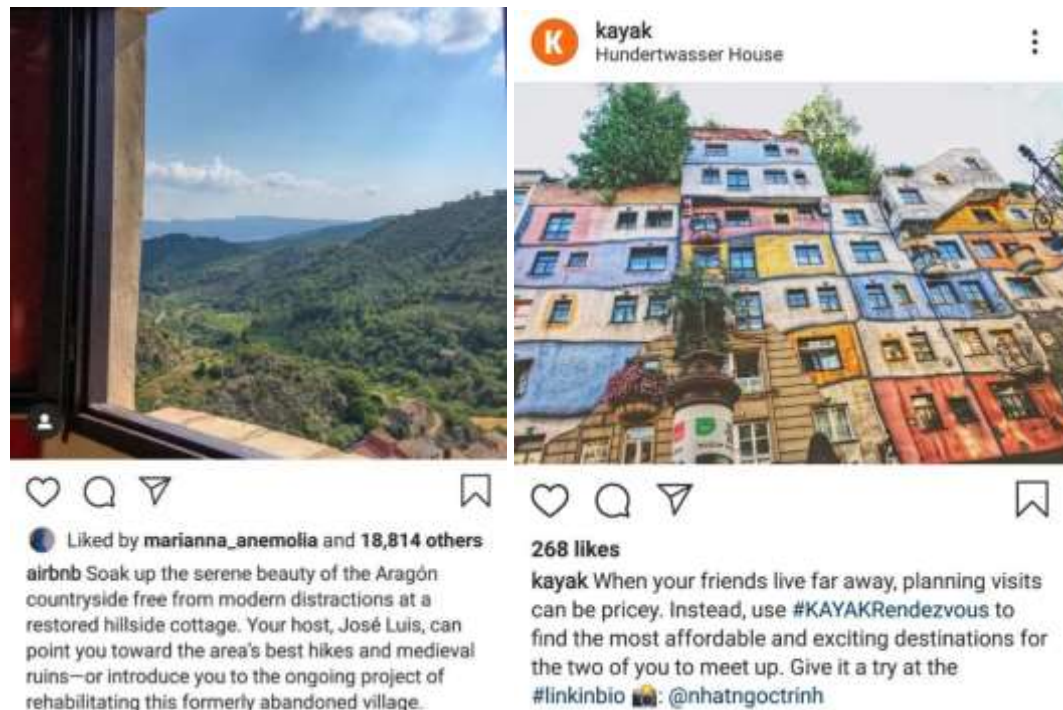 Liked by marianna_anemolia and 18,814 others
airbnb Soak up the serene beauty of the Aragón
countryside free from modern distractions at a
restored hillside cottage. Your host, José Luis, can
point you toward the area's best hikes and medieval
ruins—or introduce you to the ongoing project of
rehabilitating this formerly abandoned village.
K
kayak
Hundertwasser House
268 likes
kayak When your friends live far away, planning visits
can be pricey. Instead, use #KAYAKRendezvous to
find the most affordable and exciting destinations for
the two of you to meet up. Give it a try at the
#linkinbio 📸: @nhatngoctrinh